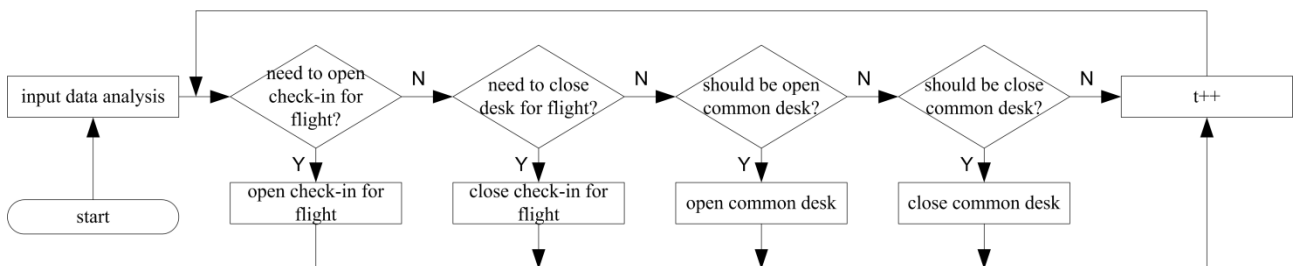 input data analysis
start
need to open
check-in for
flight?
N
Y
open check-in for
flight
need to close
desk for flight?
N
Y
close check-in for
flight
should be open
common desk?
N
Y
open common desk
should be close
common desk?
N
Y
close common desk
t++